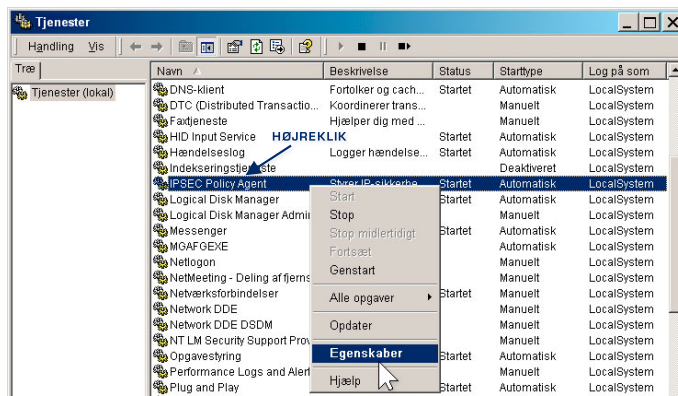 Tjenester
Handling Vis
Træ
Navn Beskrivelse Status Starttype Log på som
Tjenester (lokal)
DNS-klient Fortolker og cach... Startet Automatisk LocalSystem
DTC (Distributed Transactio... Koordinerer trans... Manuelt LocalSystem
Faxtjeneste Hjælper dig med ... Manuelt LocalSystem
HID Input Service Startet Automatisk LocalSystem
HØJREKLIK
Hændelseslog Logger hændelse... Startet Automatisk LocalSystem
Indekseringstjeneste Deaktiveret LocalSystem
IPSEC Policy Agent Styrer IP-sikkerhe Startet Automatisk LocalSystem
Logical Disk Manager Startet Automatisk LocalSystem
Logical Disk Manager Admi Manuelt LocalSystem
Messenger Startet Automatisk LocalSystem
MGAFGEXE Automatisk LocalSystem
Netlogon Manuelt LocalSystem
NetMeeting - Deling af fjerns Manuelt LocalSystem
Netværksforbindelser Startet Manuelt LocalSystem
Network DDE Manuelt LocalSystem
Network DDE DSDM Manuelt LocalSystem
NT LM Security Support Prov Manuelt LocalSystem
Opgavestyring Startet Automatisk LocalSystem
Performance Logs and Alert Manuelt LocalSystem
Plug and Play Startet Automatisk LocalSystem
Start
Stop
Stop midlertidigt
Fortsæt
Genstart
Alle opgaver
Opdater
Egenskaber
Hjælp